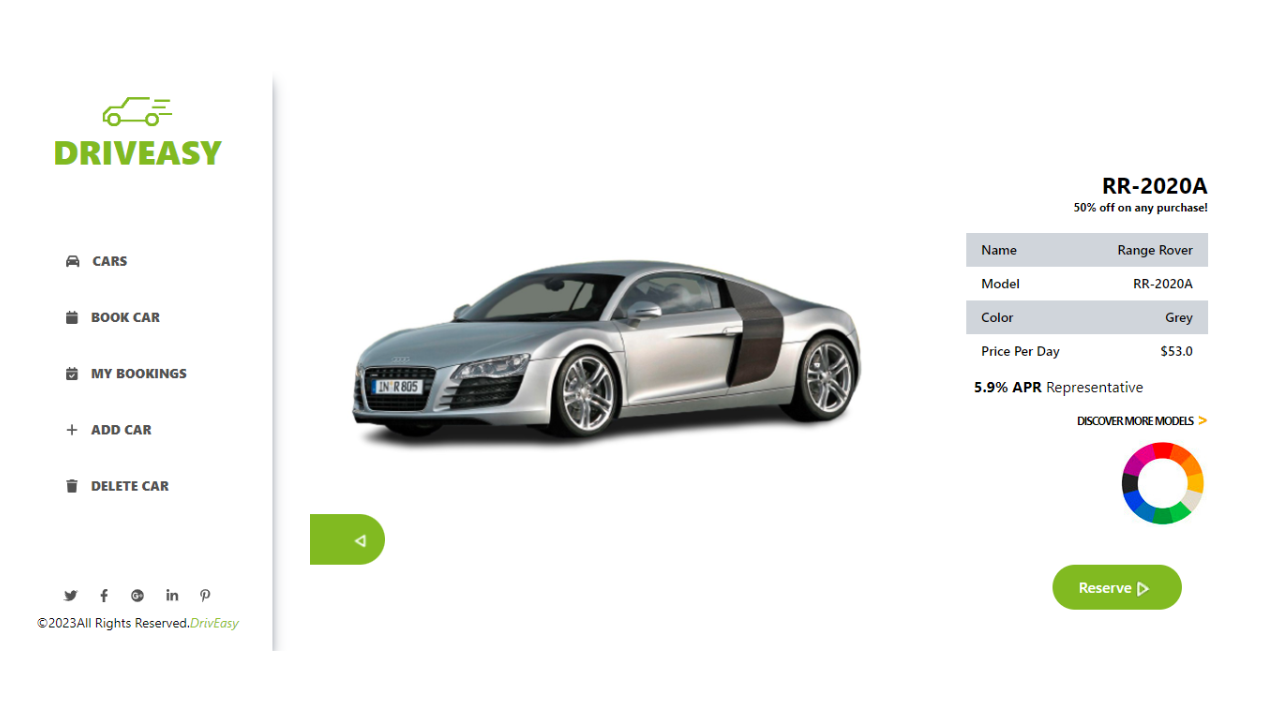 DRIVEASY
CARS
BOOK CAR
MY BOOKINGS
ADD CAR
DELETE CAR
©2023All Rights Reserved.DrivEasy
IN R 805
RR-2020A
50% off on any purchase!
Name Range Rover
Model RR-2020A
Color Grey
Price Per Day $53.0
5.9% APR Representative
DISCOVER MORE MODELS >
Reserve